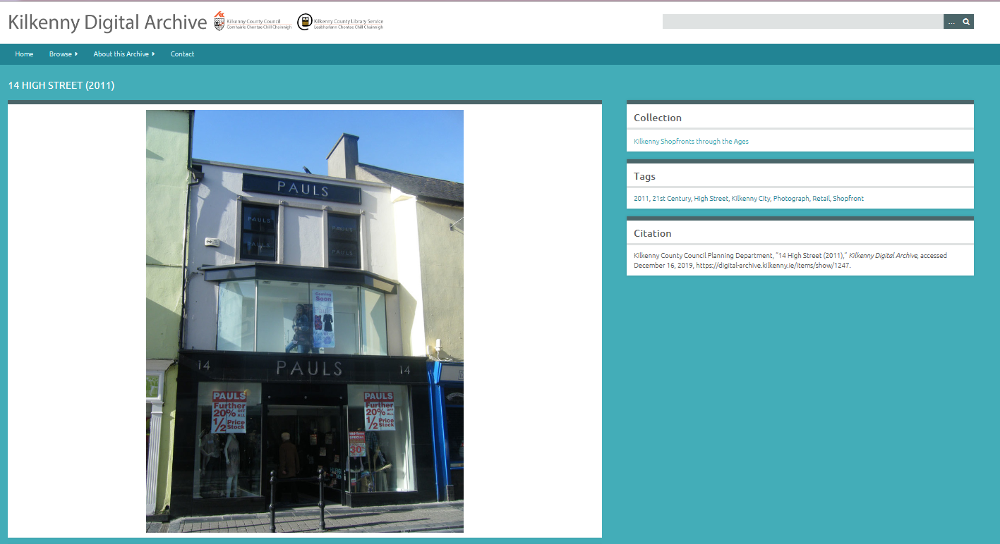 Kilkenny Digital Archive
Kilkenny County Council
Comhairle Chontae Chill Chainnigh
Kilkenny County Library Service
Leabharlann Chontae Chill Chainnigh
...
Home Browse About this Archive Contact
14 HIGH STREET (2011)
PAULS
PAULS
PAULS
PAULS
PAULS
Coming
Soon
14 PAULS 14
PAULS
Further
20% OFF ALL
1/2 Price Stock
PAULS
Further
20% OFF ALL
1/2 Price Stock
SPECIAL
30%
Collection
Kilkenny Shopfronts through the Ages
Tags
2011, 21st Century, High Street, Kilkenny City, Photograph, Retail, Shopfront
Citation
Kilkenny County Council Planning Department, "14 High Street (2011)," Kilkenny Digital Archive, accessed
December 16, 2019, https://digital-archive.kilkenny.ie/items/show/1247.